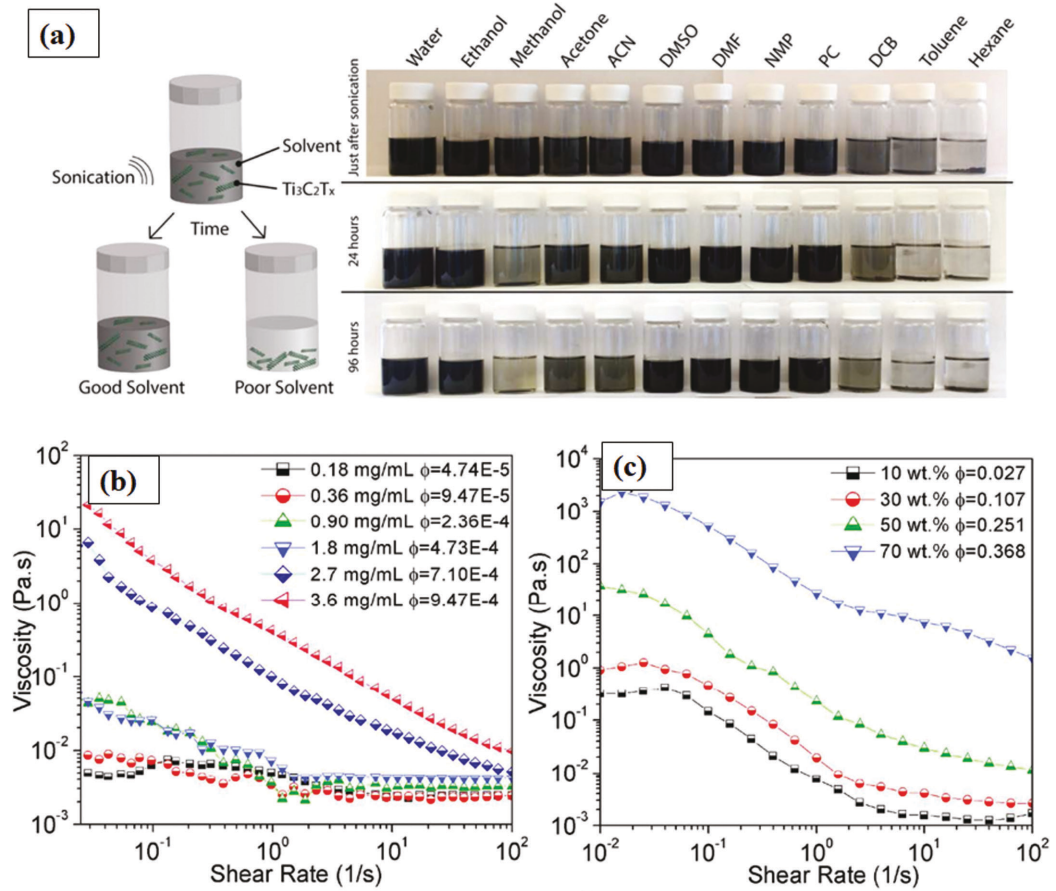 (a)
Water Ethanol Methanol Acetone ACN DMSO DMF NMP PC DCB Toluene Hexane
Just after sonication
Solvent
Sonication
Ti3C2Tx
Time
24 hours
96 hours
Good Solvent Poor Solvent
(b)
Viscosity (Pa.s)
10^2
10^1
10^0
10^-1
10^-2
10^-3
0.18 mg/mL ϕ=4.74E-5
0.36 mg/mL ϕ=9.47E-5
0.90 mg/mL ϕ=2.36E-4
1.8 mg/mL ϕ=4.73E-4
2.7 mg/mL ϕ=7.10E-4
3.6 mg/mL ϕ=9.47E-4
10^-1 10^0 10^1 10^2
Shear Rate (1/s)
(c)
Viscosity (Pa.s)
10^4
10^3
10^2
10^1
10^0
10^-1
10^-2
10^-3
10 wt.% ϕ=0.027
30 wt.% ϕ=0.107
50 wt.% ϕ=0.251
70 wt.% ϕ=0.368
10^-2 10^-1 10^0 10^1 10^2
Shear Rate (1/s)